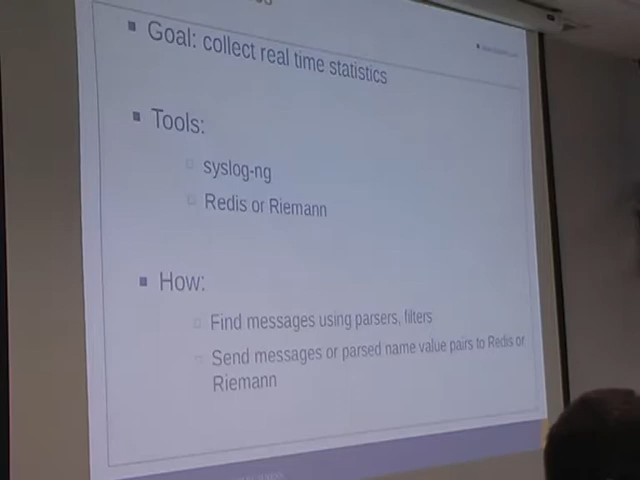 Goal: collect real time statistics
Tools:
syslog-ng
Redis or Riemann
How:
Find messages using parsers, filters
Send messages or parsed name value pairs to Redis or
Riemann